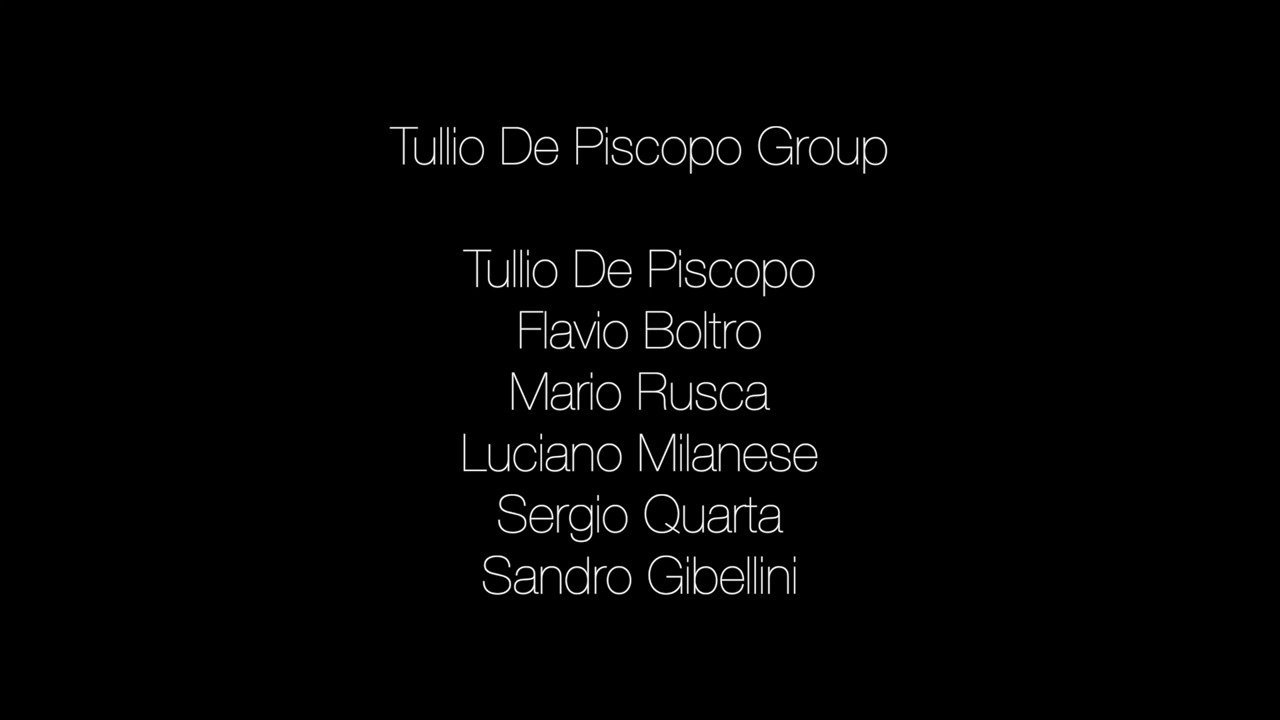 Tullio De Piscopo Group
Tullio De Piscopo
Flavio Boltro
Mario Rusca
Luciano Milanese
Sergio Quarta
Sandro Gibellini